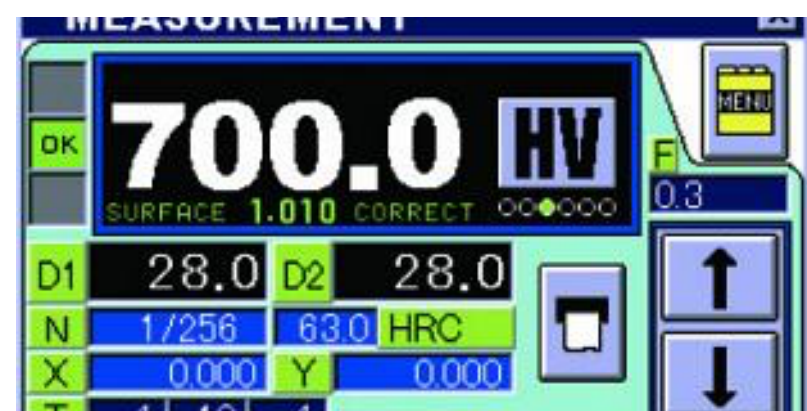 MEASUREMENT
700.0 HV
MENU
OK
F
SURFACE 1.010 CORRECT
0.3
D1 28.0 D2 28.0
N 1/256 63.0 HRC
X 0.000 Y 0.000